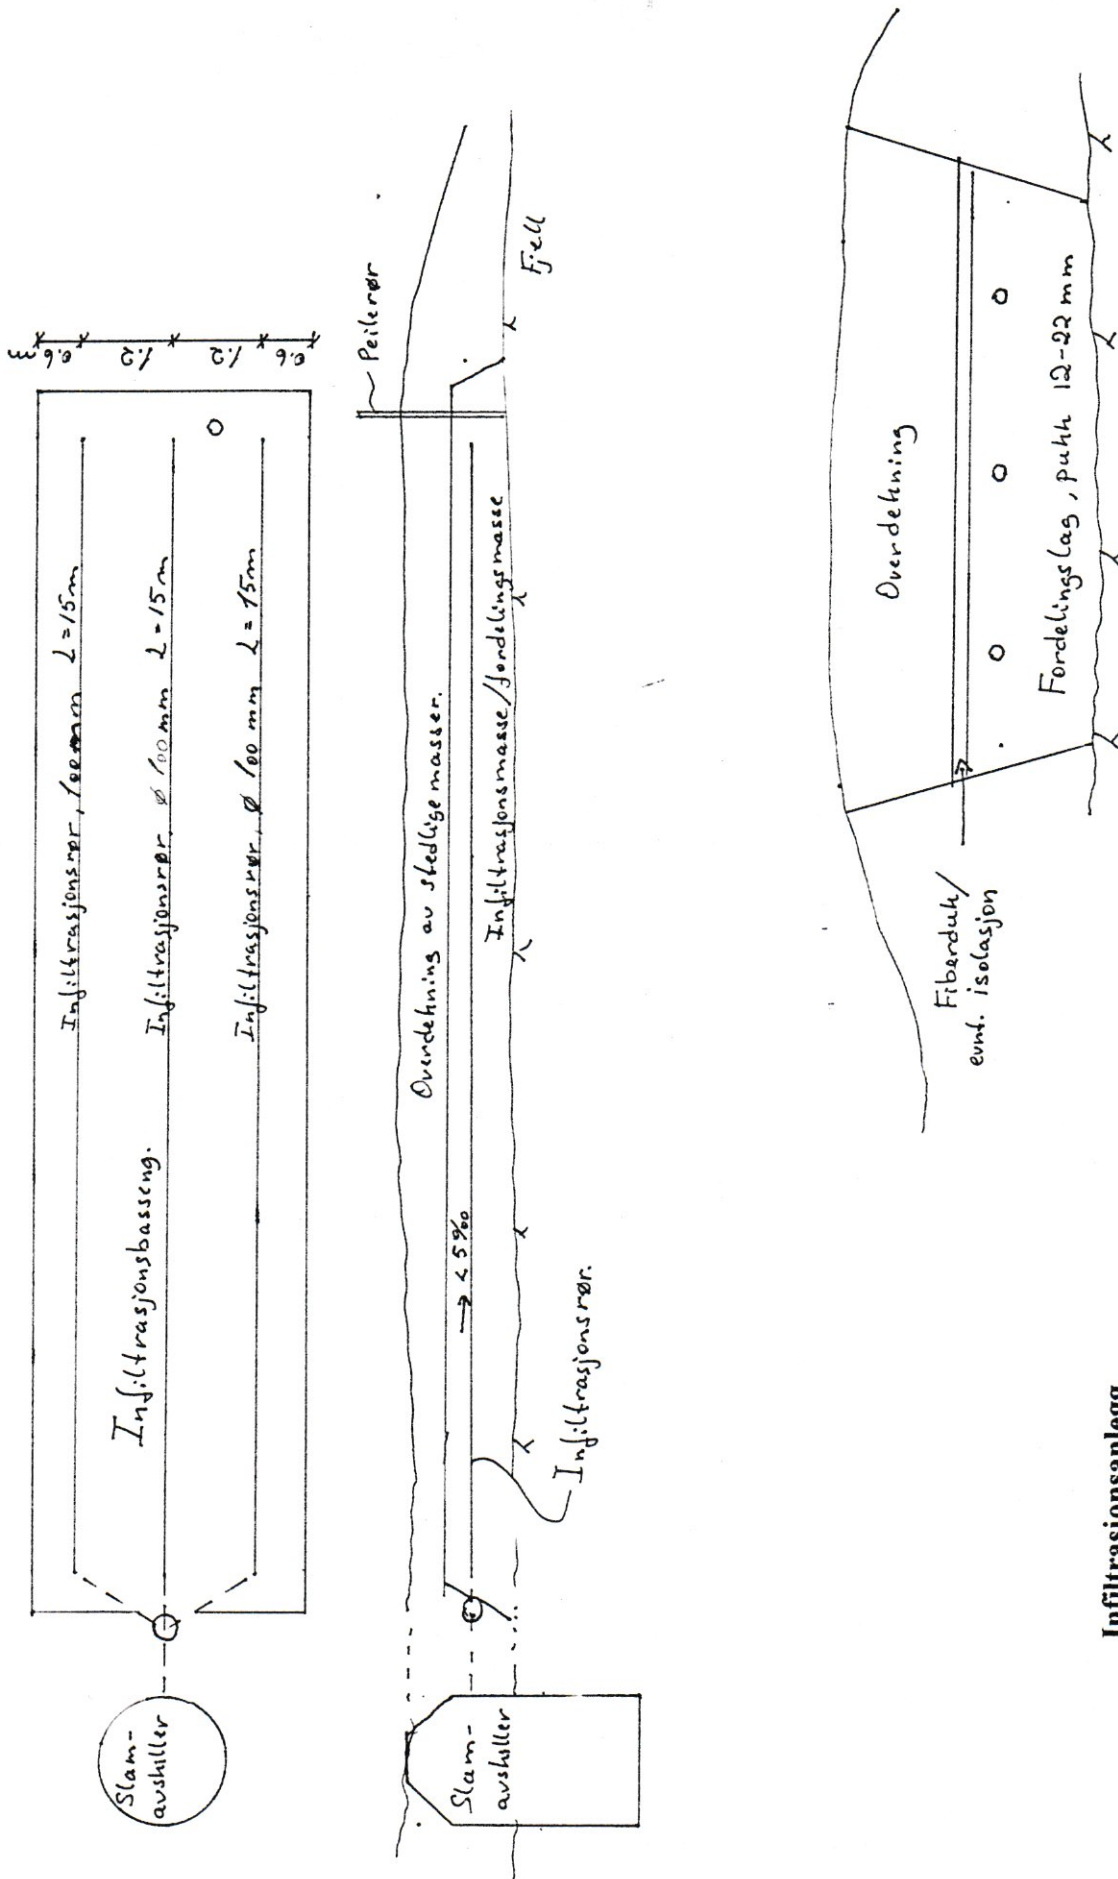 Infiltrasjonsrør, 100mm L=15m
Infiltrasjonsrør, ø 100 mm L=15m
Infiltrasjonsrør, ø 100 mm L=15m
Infiltrasjonsbasseng.
Slam-
avskiller
0.6 m
1.2
1.2
0.6
Peilerør
Overdekning av stedlige masser.
→ < 5 ‰
Infiltrasjonsmasse/fordelingsmasse
Fjell
Infiltrasjonsrør.
Slam-
avskiller
Overdekning
Fordelingslag, pukk 12-22 mm
Fiberduk/
evnt. isolasjon
Infiltrasjonsanlegg